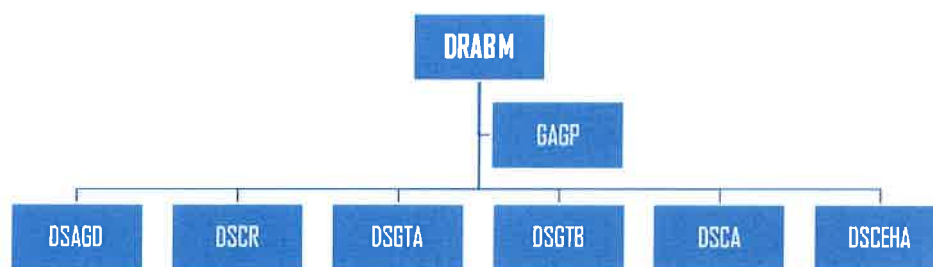 DRABM
GAGP
DSAGD
DSCR
DSGTA
DSGTB
DSCA
DSCEHA